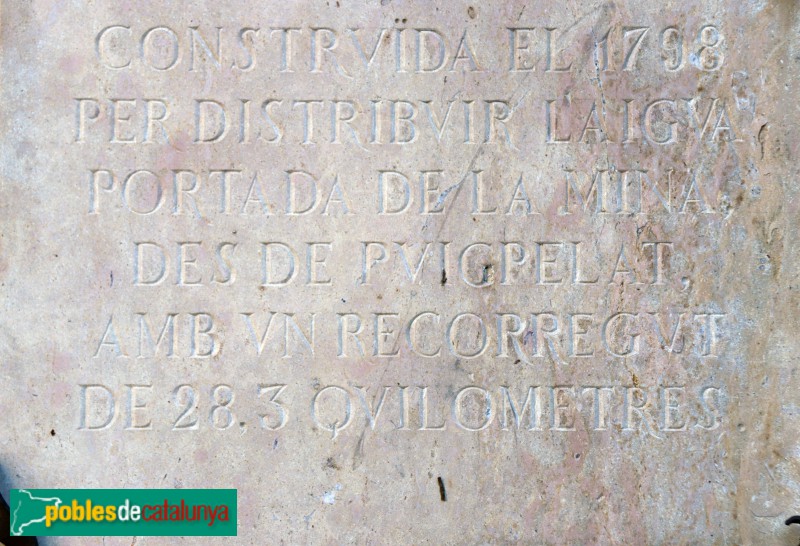 CONSTRVÏDA EL 1798
PER DISTRIBVIR L'AIGVA
PORTADA DE LA MINA,
DES DE PVIGPELAT,
AMB VN RECORREGVT
DE 28,3 QVILÒMETRES.
poblesdecatalunya